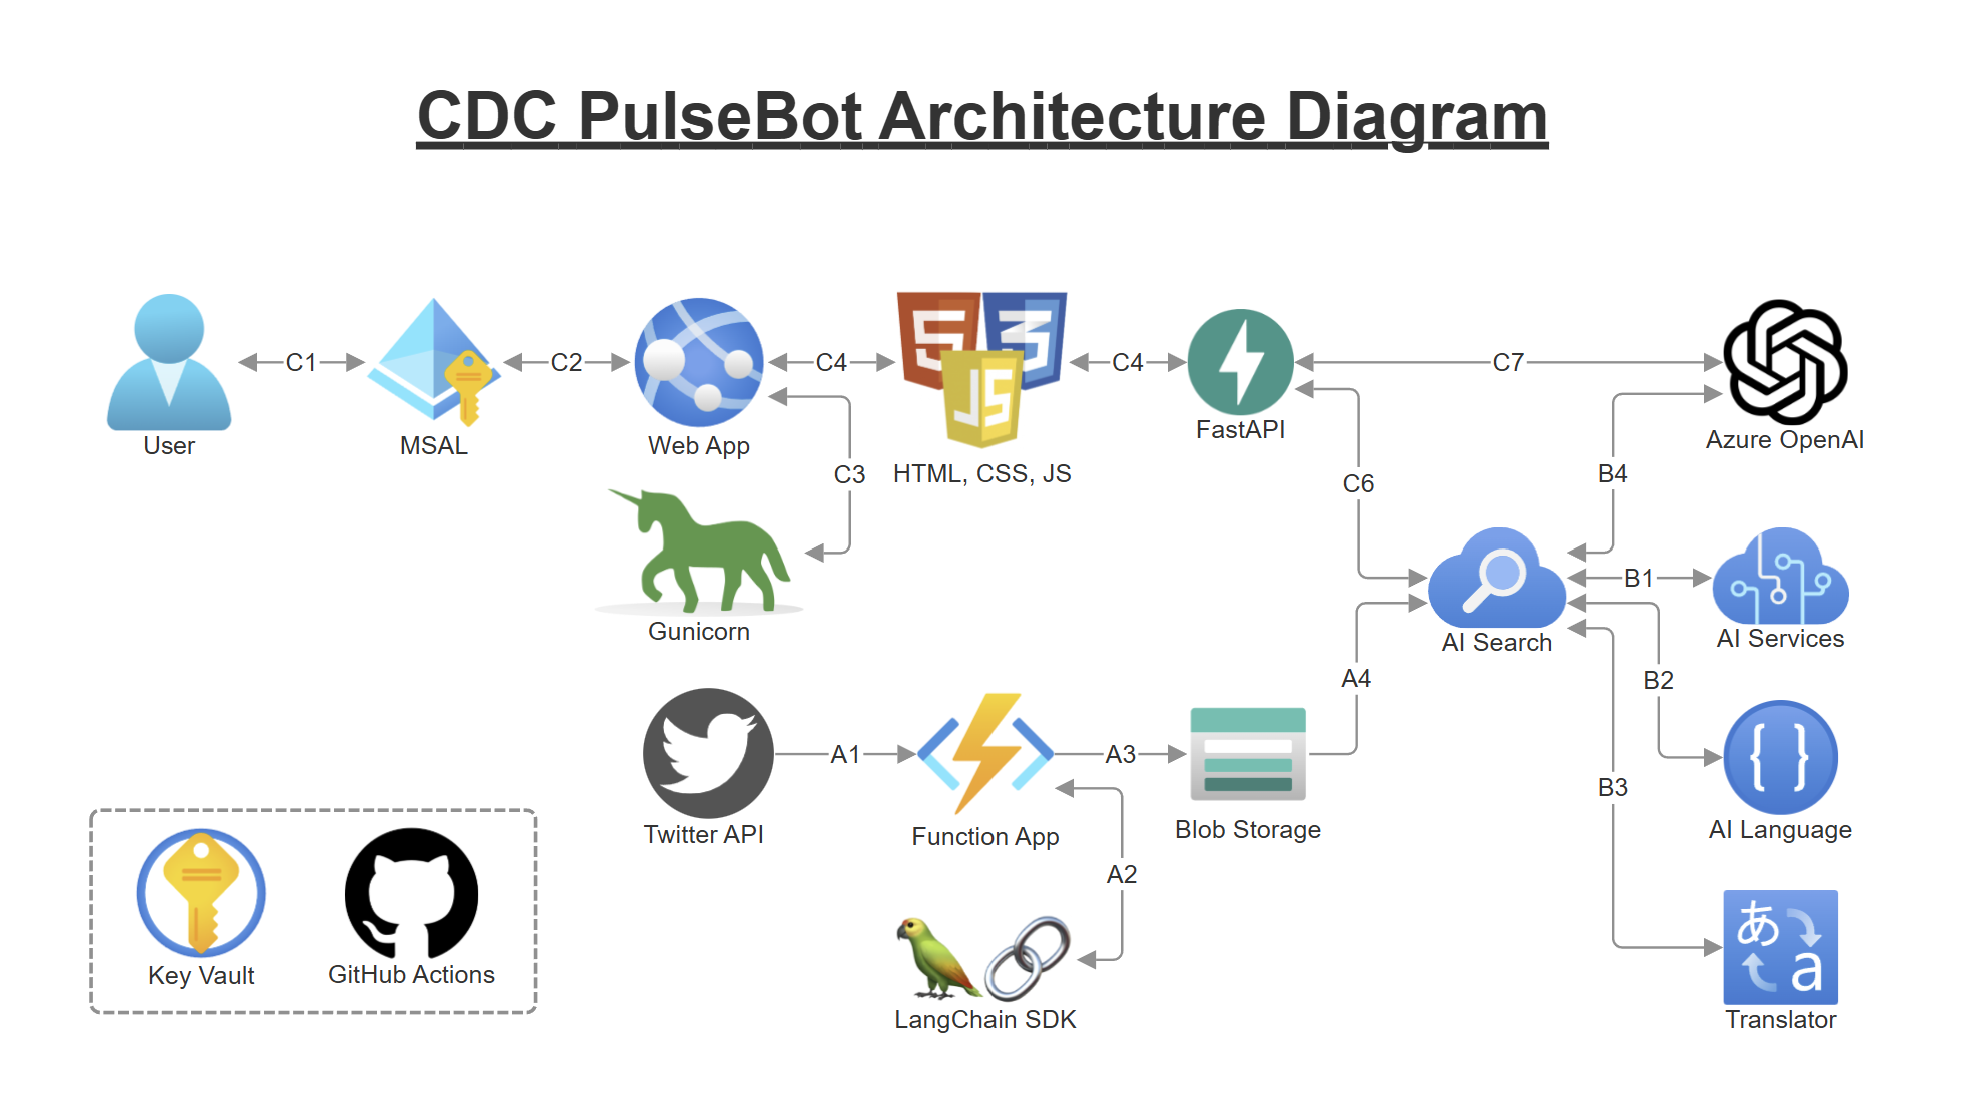 CDC PulseBot Architecture Diagram
C1
C2
C4
C4
C7
User
MSAL
Web App
HTML, CSS, JS
FastAPI
Azure OpenAI
C3
C6
B4
Gunicorn
AI Search
B1
AI Services
A4
B2
A1
A3
B3
Twitter API
Function App
Blob Storage
AI Language
A2
Key Vault
GitHub Actions
LangChain SDK
あ
a
Translator